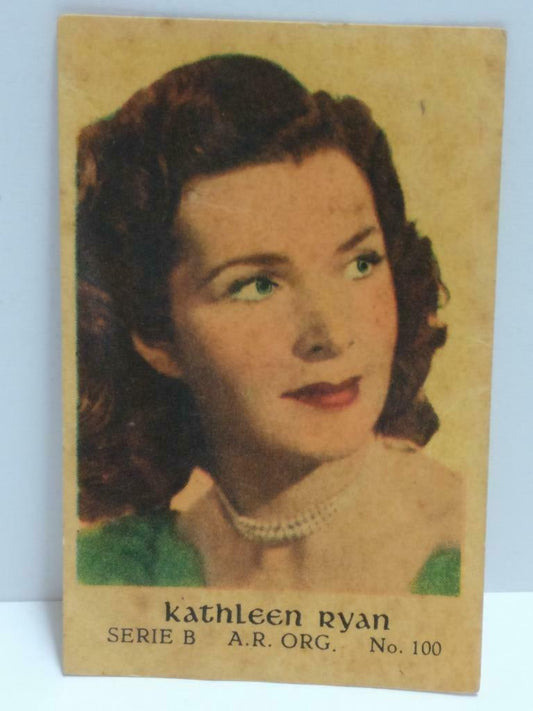 Kathleen Ryan
SERIE B A.R. ORG. No. 100